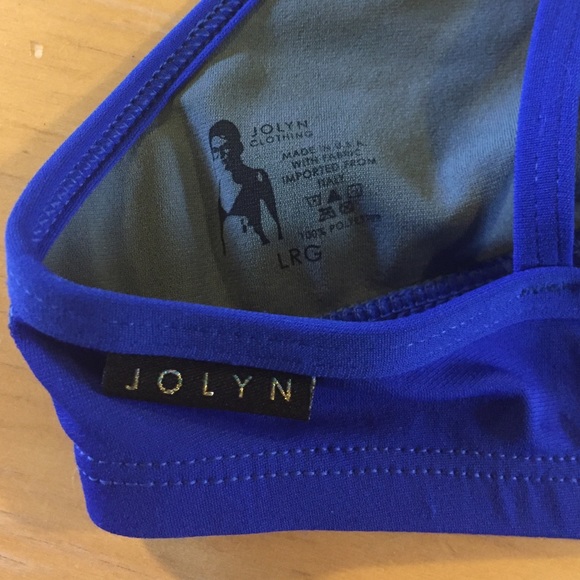 JOLYN
CLOTHING
MADE IN U.S.A.
WITH FABRIC
IMPORTED FROM
ITALY
100% POLYESTER
LRG
JOLYN